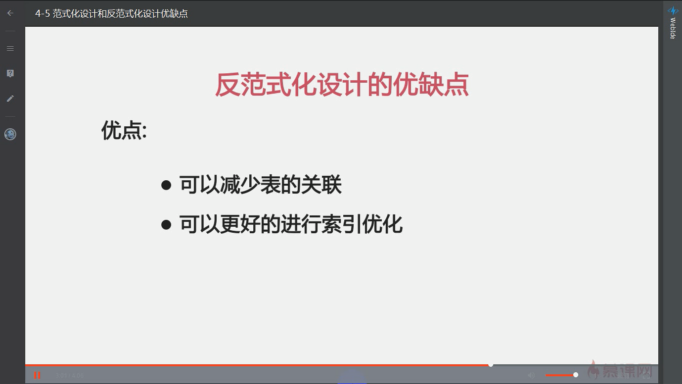 4-5 范式化设计和反范式化设计优缺点
WebIde
反范式化设计的优缺点
优点:
● 可以减少表的关联
● 可以更好的进行索引优化
慕课网